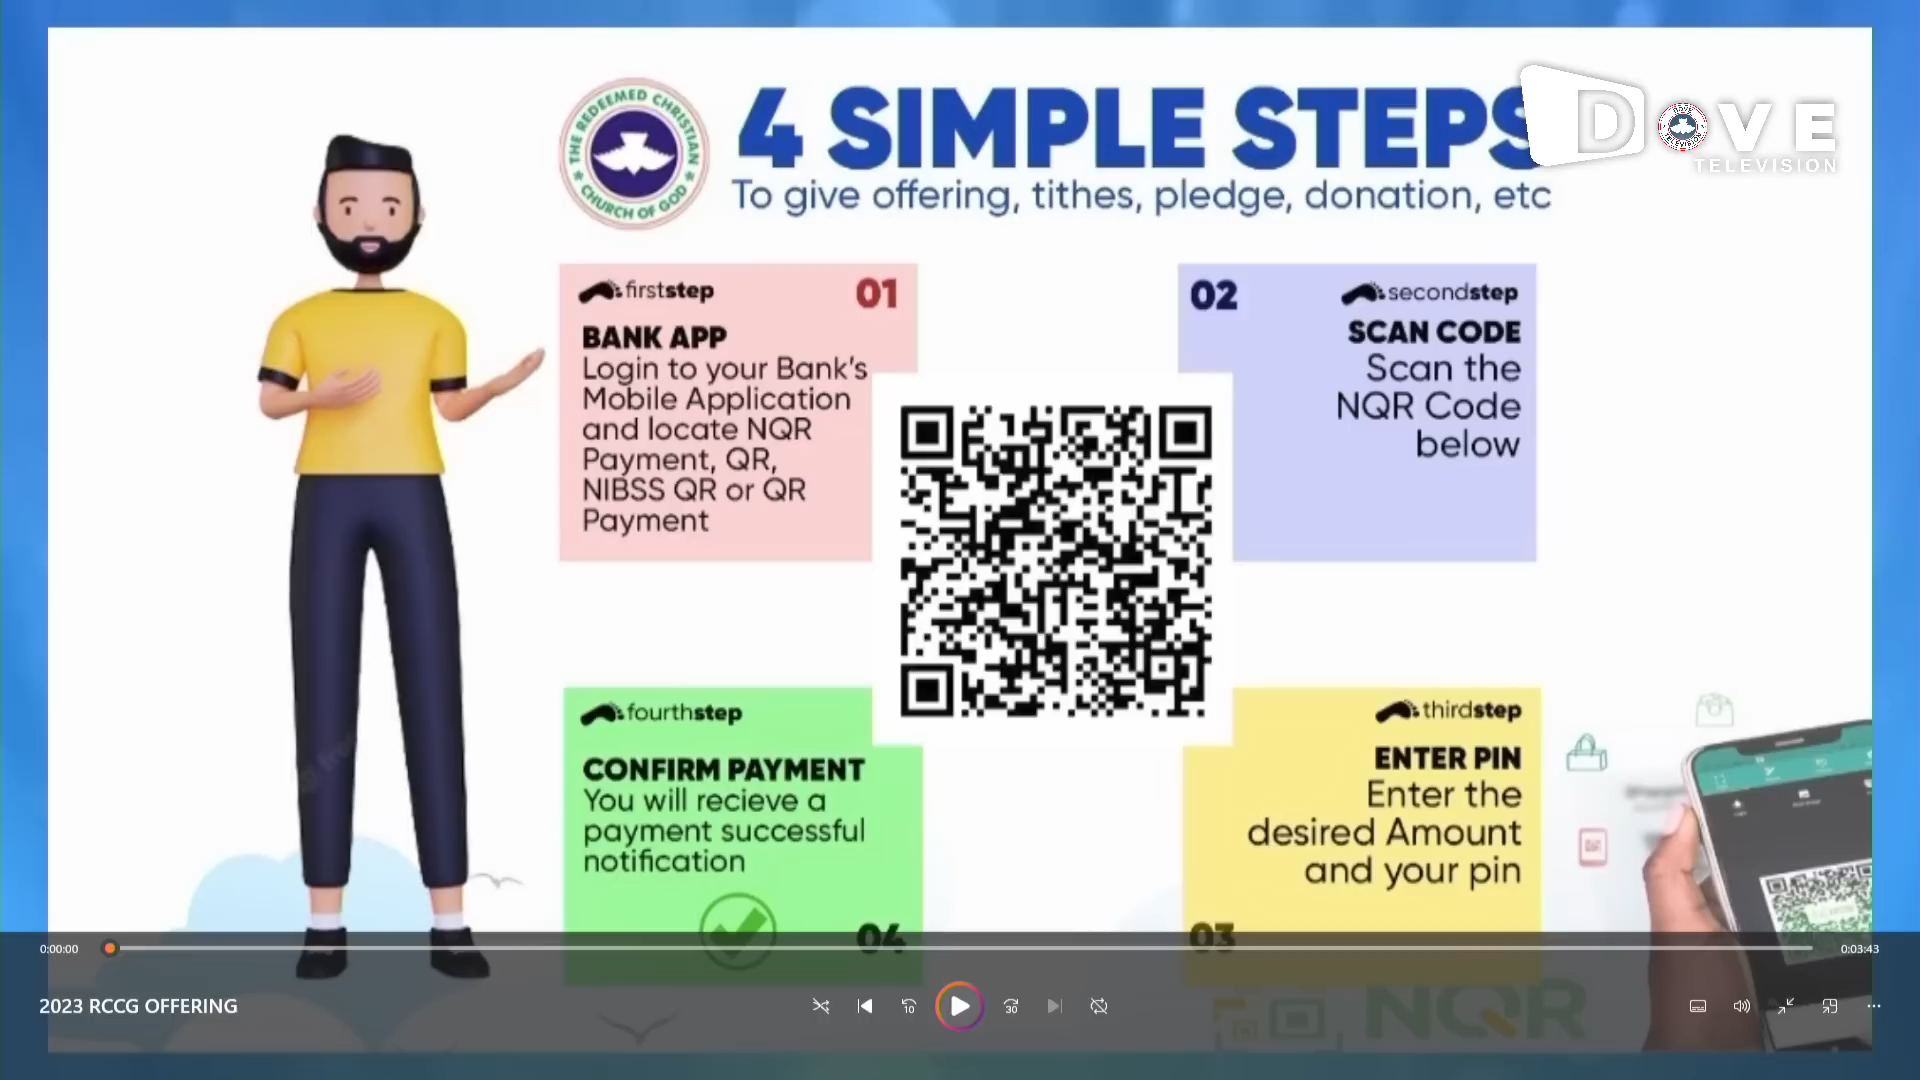 THE REDEEMED CHRISTIAN CHURCH OF GOD
4 SIMPLE STEPS
To give offering, tithes, pledge, donation, etc
DOVE
TELEVISION
firststep 01
BANK APP
Login to your Bank's
Mobile Application
and locate NQR
Payment, QR,
NIBSS QR or QR
Payment
02 secondstep
SCAN CODE
Scan the
NQR Code
below
thirdstep
ENTER PIN
Enter the
desired Amount
and your pin
03
fourthstep
CONFIRM PAYMENT
You will recieve a
payment successful
notification
04
NQR
0:00:00
0:03:43
2023 RCCG OFFERING
10
30